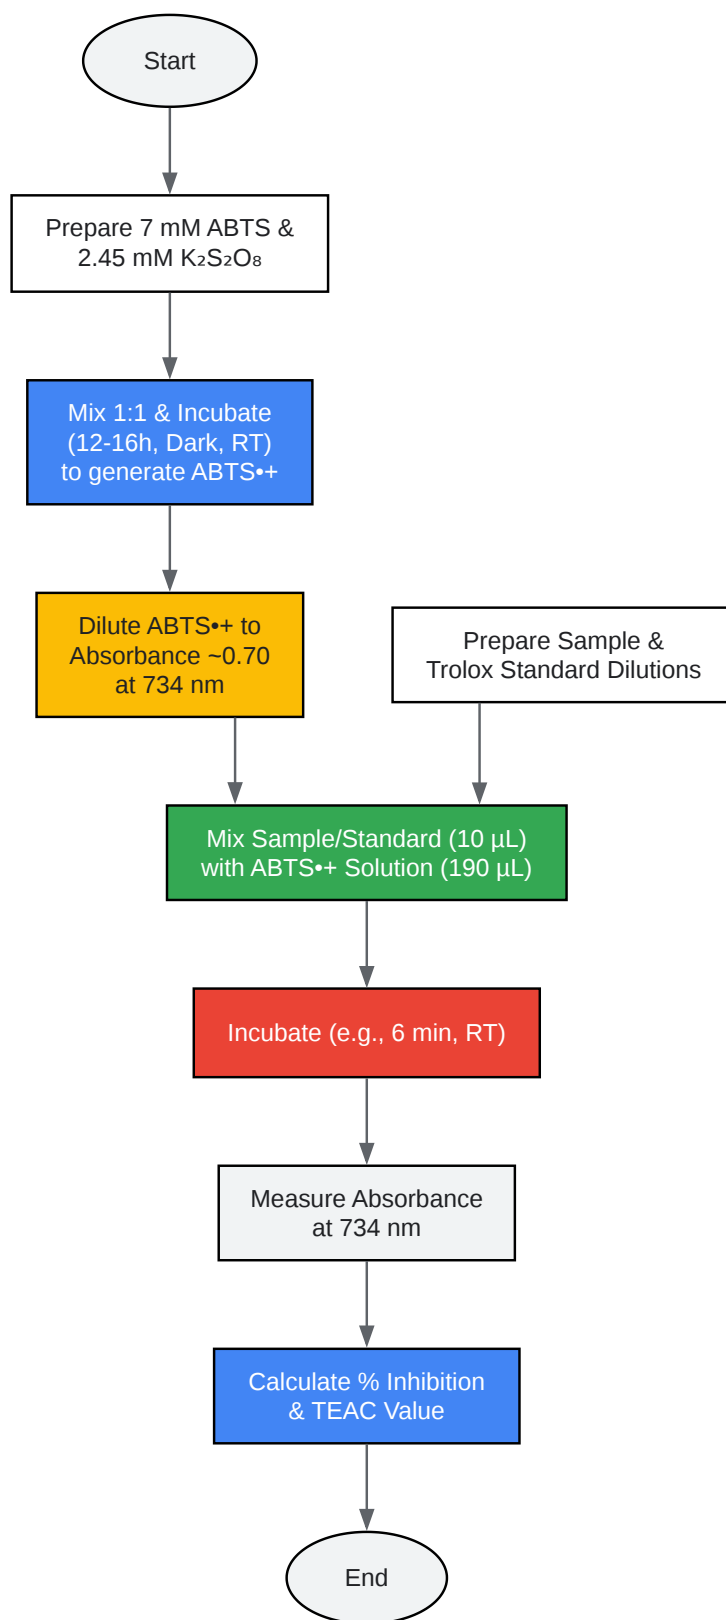 Start
Prepare 7 mM ABTS &
2.45 mM K₂S₂O₈
Mix 1:1 & Incubate
(12-16h, Dark, RT)
to generate ABTS•+
Dilute ABTS•+ to
Absorbance ~0.70
at 734 nm
Prepare Sample &
Trolox Standard Dilutions
Mix Sample/Standard (10 µL)
with ABTS•+ Solution (190 µL)
Incubate (e.g., 6 min, RT)
Measure Absorbance
at 734 nm
Calculate % Inhibition
& TEAC Value
End